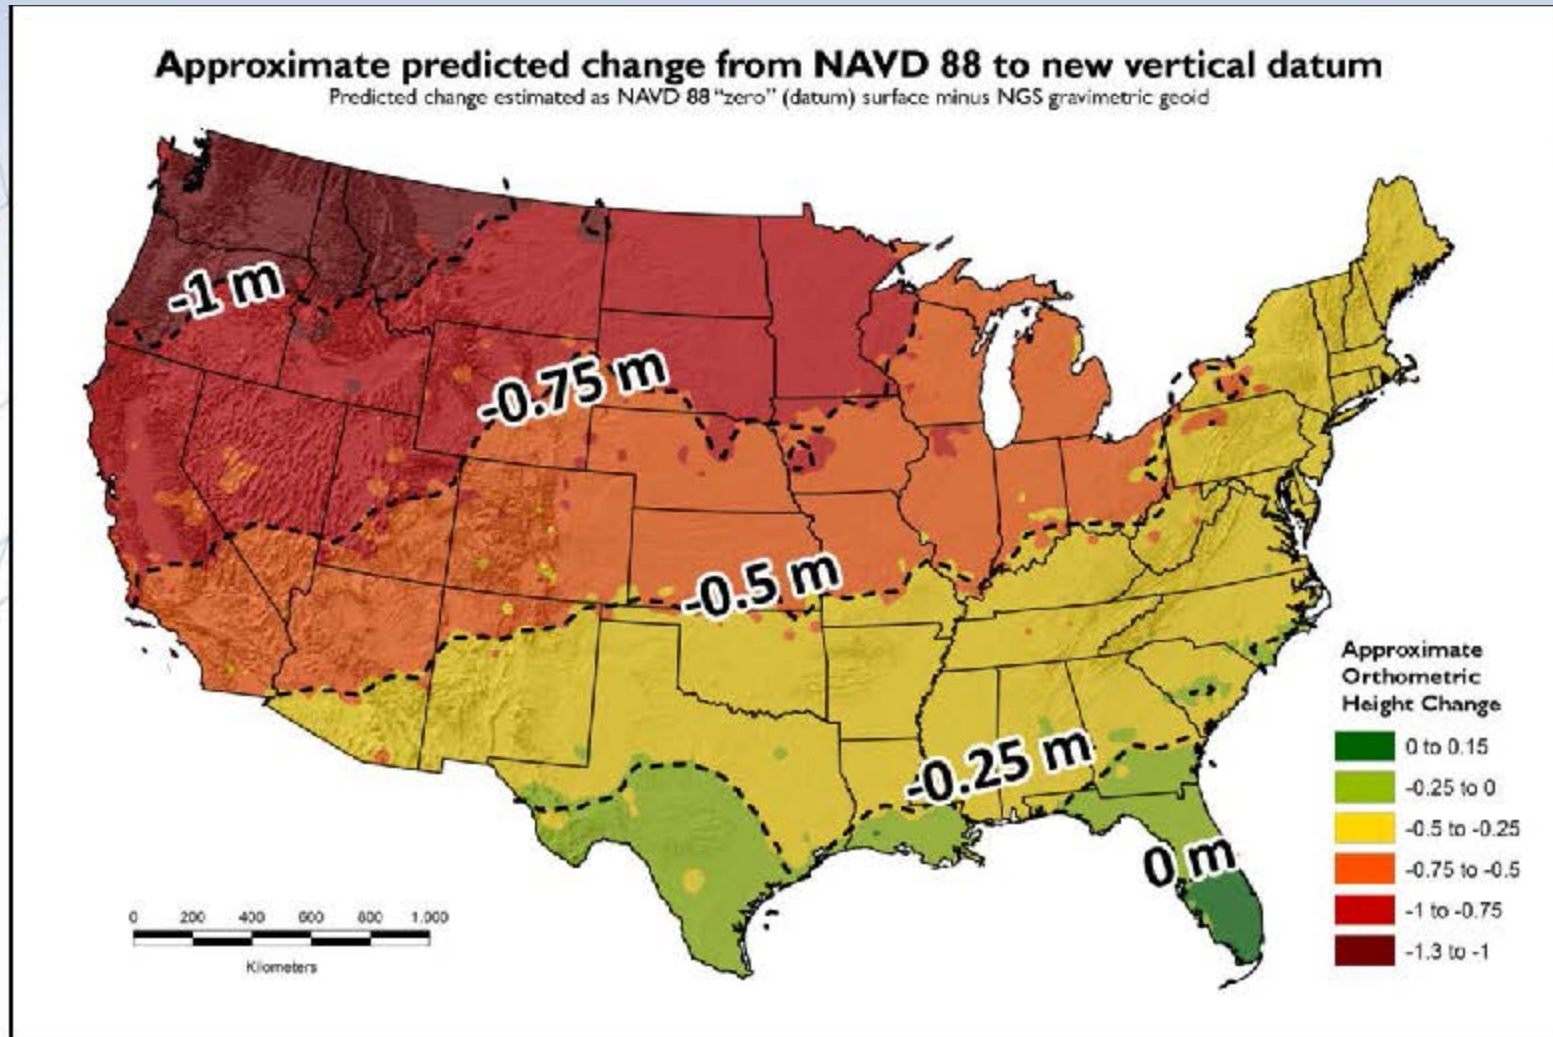 Approximate predicted change from NAVD 88 to new vertical datum
Predicted change estimated as NAVD 88 "zero" (datum) surface minus NGS gravimetric geoid
-1 m
-0.75 m
-0.5 m
-0.25 m
0 m
Approximate
Orthometric
Height Change
0 to 0.15
-0.25 to 0
-0.5 to -0.25
-0.75 to -0.5
-1 to -0.75
-1.3 to -1
0 200 400 600 800 1.000
Kilometers